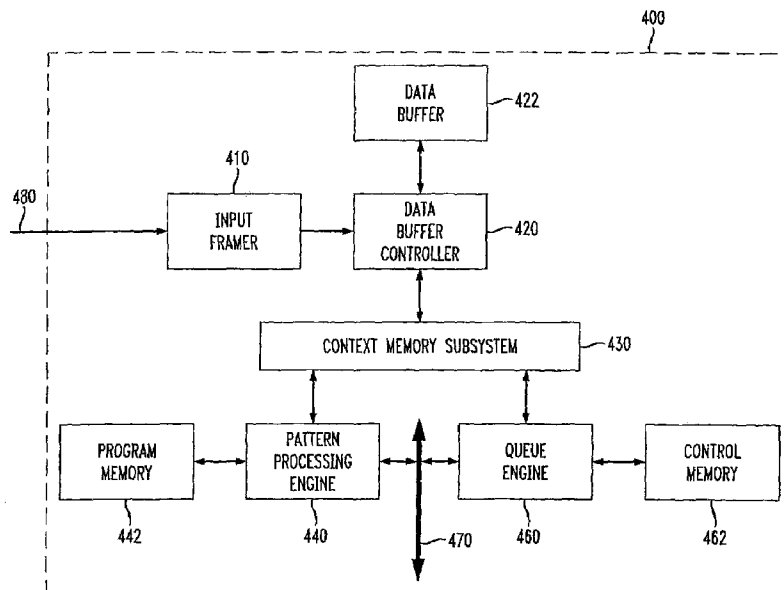 400
DATA
BUFFER
422
410
480
INPUT
FRAMER
DATA
BUFFER
CONTROLLER
420
CONTEXT MEMORY SUBSYSTEM
430
PROGRAM
MEMORY
PATTERN
PROCESSING
ENGINE
QUEUE
ENGINE
CONTROL
MEMORY
442
440
470
460
462